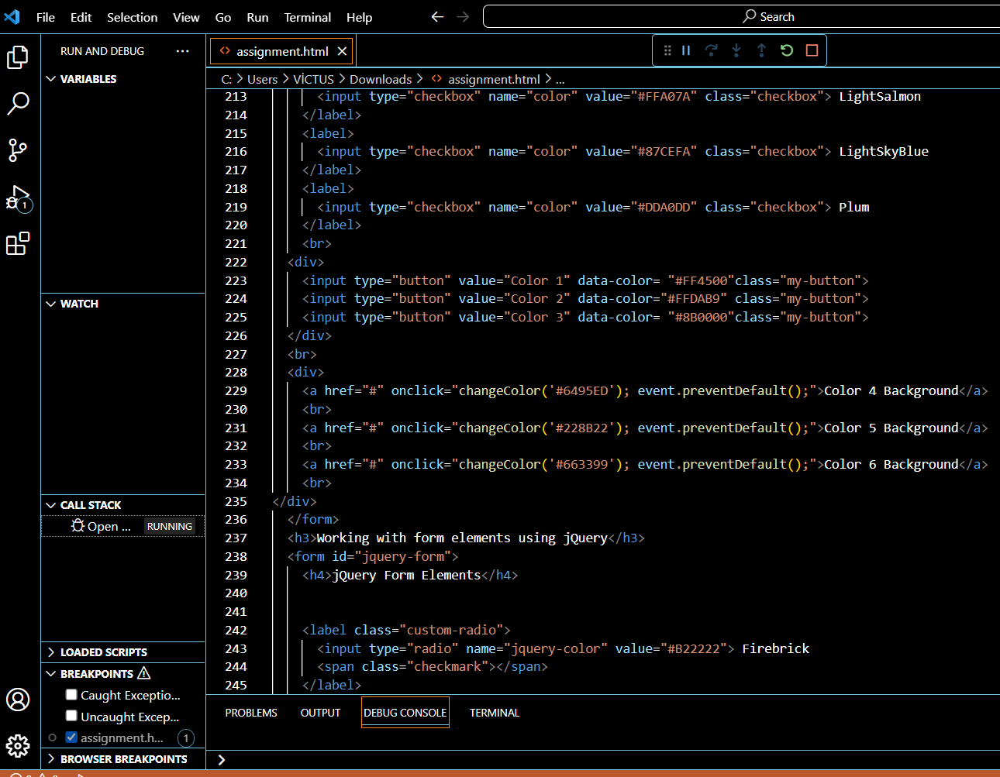 File Edit Selection View Go Run Terminal Help Search
RUN AND DEBUG ...
assignment.html
VARIABLES
C: > Users > VİCTUS > Downloads > assignment.html > ...
213 <input type="checkbox" name="color" value="#FFA07A" class="checkbox"> LightSalmon
214 </label>
215 <label>
216 <input type="checkbox" name="color" value="#87CEFA" class="checkbox"> LightSkyBlue
217 </label>
218 <label>
219 <input type="checkbox" name="color" value="#DDA0DD" class="checkbox"> Plum
220 </label>
221 <br>
222 <div>
223 <input type="button" value="Color 1" data-color= "#FF4500"class="my-button">
224 <input type="button" value="Color 2" data-color="#FFDAB9" class="my-button">
225 <input type="button" value="Color 3" data-color= "#8B0000"class="my-button">
226 </div>
227 <br>
228 <div>
229 <a href="#" onclick="changeColor('#6495ED'); event.preventDefault();">Color 4 Background</a>
230 <br>
231 <a href="#" onclick="changeColor('#228B22'); event.preventDefault();">Color 5 Background</a>
232 <br>
233 <a href="#" onclick="changeColor('#663399'); event.preventDefault();">Color 6 Background</a>
234 <br>
235 </div>
236 </form>
237 <h3>Working with form elements using jQuery</h3>
238 <form id="jquery-form">
239 <h4>jQuery Form Elements</h4>
240
241
242 <label class="custom-radio">
243 <input type="radio" name="jquery-color" value="#B22222"> Firebrick
244 <span class="checkmark"></span>
245 </label>
1
WATCH
CALL STACK
Open ... RUNNING
LOADED SCRIPTS
BREAKPOINTS
Caught Exceptio...
Uncaught Excep...
assignment.h... 1
BROWSER BREAKPOINTS
PROBLEMS OUTPUT DEBUG CONSOLE TERMINAL
>